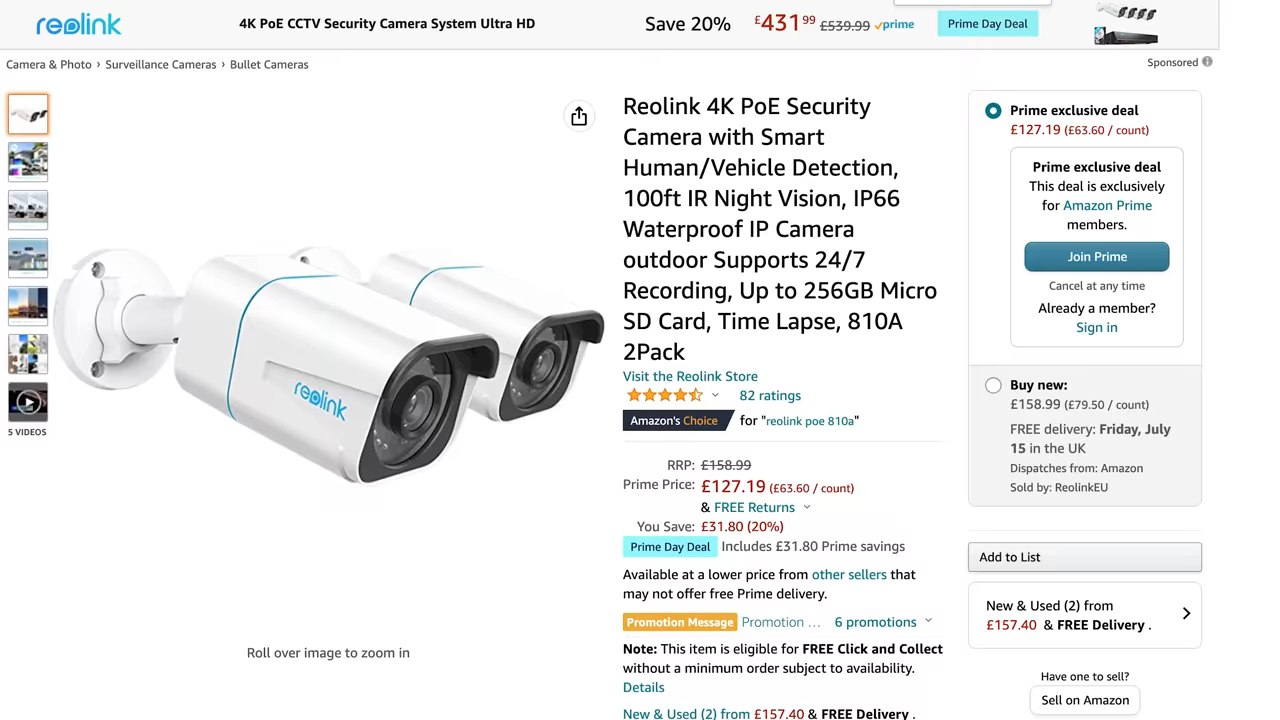 reolink
4K PoE CCTV Security Camera System Ultra HD
Save 20%
£431.99 £539.99 prime
Prime Day Deal
Camera & Photo › Surveillance Cameras › Bullet Cameras
Sponsored
5 VIDEOS
reolink
Roll over image to zoom in
Reolink 4K PoE Security
Camera with Smart
Human/Vehicle Detection,
100ft IR Night Vision, IP66
Waterproof IP Camera
outdoor Supports 24/7
Recording, Up to 256GB Micro
SD Card, Time Lapse, 810A
2Pack
Visit the Reolink Store
82 ratings
Amazon's Choice for "reolink poe 810a"
RRP: £158.99
Prime Price: £127.19 (£63.60 / count)
& FREE Returns
You Save: £31.80 (20%)
Prime Day Deal Includes £31.80 Prime savings
Available at a lower price from other sellers that
may not offer free Prime delivery.
Promotion Message Promotion ... 6 promotions
Note: This item is eligible for FREE Click and Collect
without a minimum order subject to availability.
Details
New & Used (2) from £157.40 & FREE Delivery .
Prime exclusive deal
£127.19 (£63.60 / count)
Prime exclusive deal
This deal is exclusively
for Amazon Prime
members.
Join Prime
Cancel at any time
Already a member?
Sign in
Buy new:
£158.99 (£79.50 / count)
FREE delivery: Friday, July
15 in the UK
Dispatches from: Amazon
Sold by: ReolinkEU
Add to List
New & Used (2) from
£157.40 & FREE Delivery .
Have one to sell?
Sell on Amazon